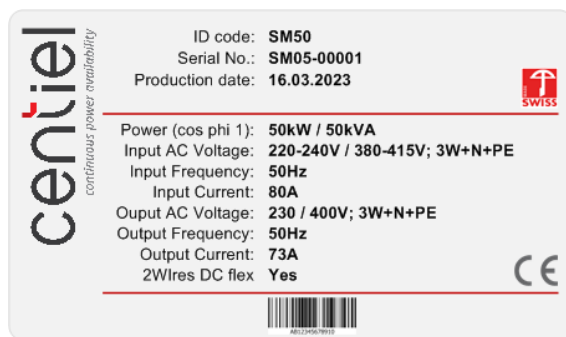 centiel
continuous power availability
ID code: SM50
Serial No.: SM05-00001
Production date: 16.03.2023
SWISS
Power (cos phi 1): 50kW / 50kVA
Input AC Voltage: 220-240V / 380-415V; 3W+N+PE
Input Frequency: 50Hz
Input Current: 80A
Ouput AC Voltage: 230 / 400V; 3W+N+PE
Output Frequency: 50Hz
Output Current: 73A
2WIres DC flex Yes
CE
AB12345678910